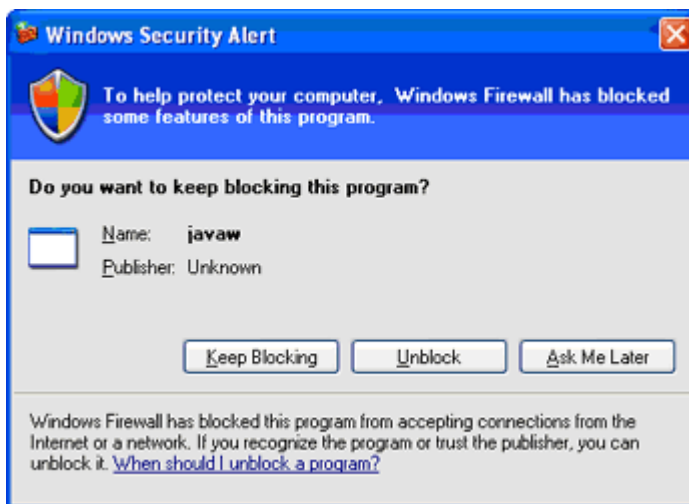 Windows Security Alert
To help protect your computer, Windows Firewall has blocked
some features of this program.
Do you want to keep blocking this program?
Name: javaw
Publisher: Unknown
Keep Blocking Unblock Ask Me Later
Windows Firewall has blocked this program from accepting connections from the
Internet or a network. If you recognize the program or trust the publisher, you can
unblock it. When should I unblock a program?